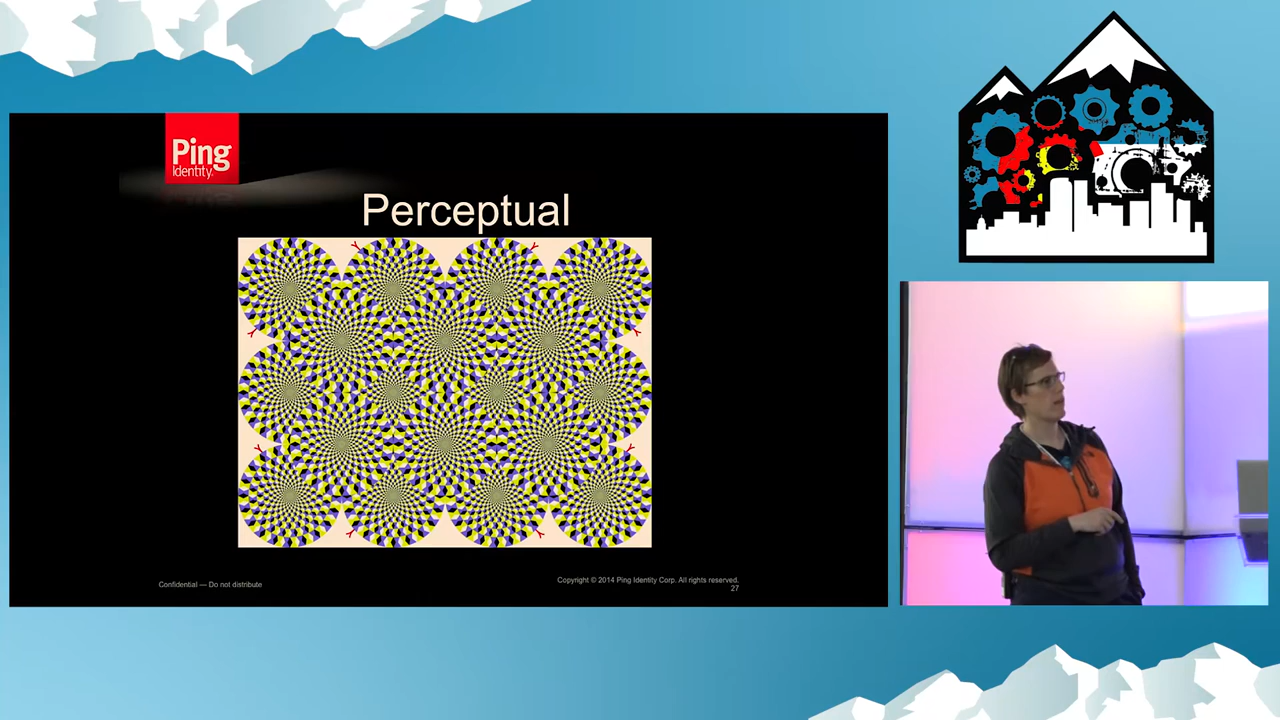 Ping
Identity.
Perceptual
Confidential — Do not distribute
Copyright © 2014 Ping Identity Corp. All rights reserved.
27